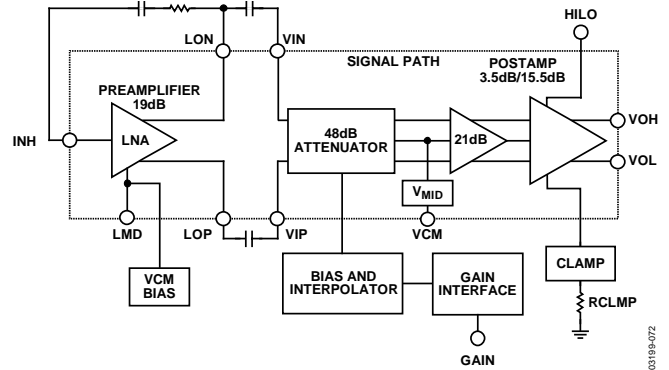 HILO
LON
VIN
SIGNAL PATH
POSTAMP
3.5dB/15.5dB
PREAMPLIFIER
19dB
INH
LNA
48dB
ATTENUATOR
21dB
VOH
VOL
VMID
LMD
LOP
VIP
VCM
VCM
BIAS
BIAS AND
INTERPOLATOR
GAIN
INTERFACE
CLAMP
RCLMP
GAIN
03199-072